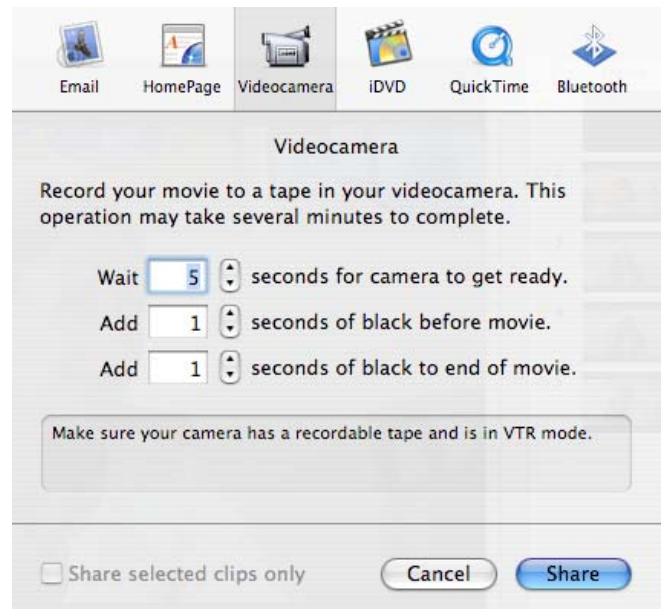 Email HomePage Videocamera iDVD QuickTime Bluetooth
Videocamera
Record your movie to a tape in your videocamera. This
operation may take several minutes to complete.
Wait 5 seconds for camera to get ready.
Add 1 seconds of black before movie.
Add 1 seconds of black to end of movie.
Make sure your camera has a recordable tape and is in VTR mode.
Share selected clips only Cancel Share